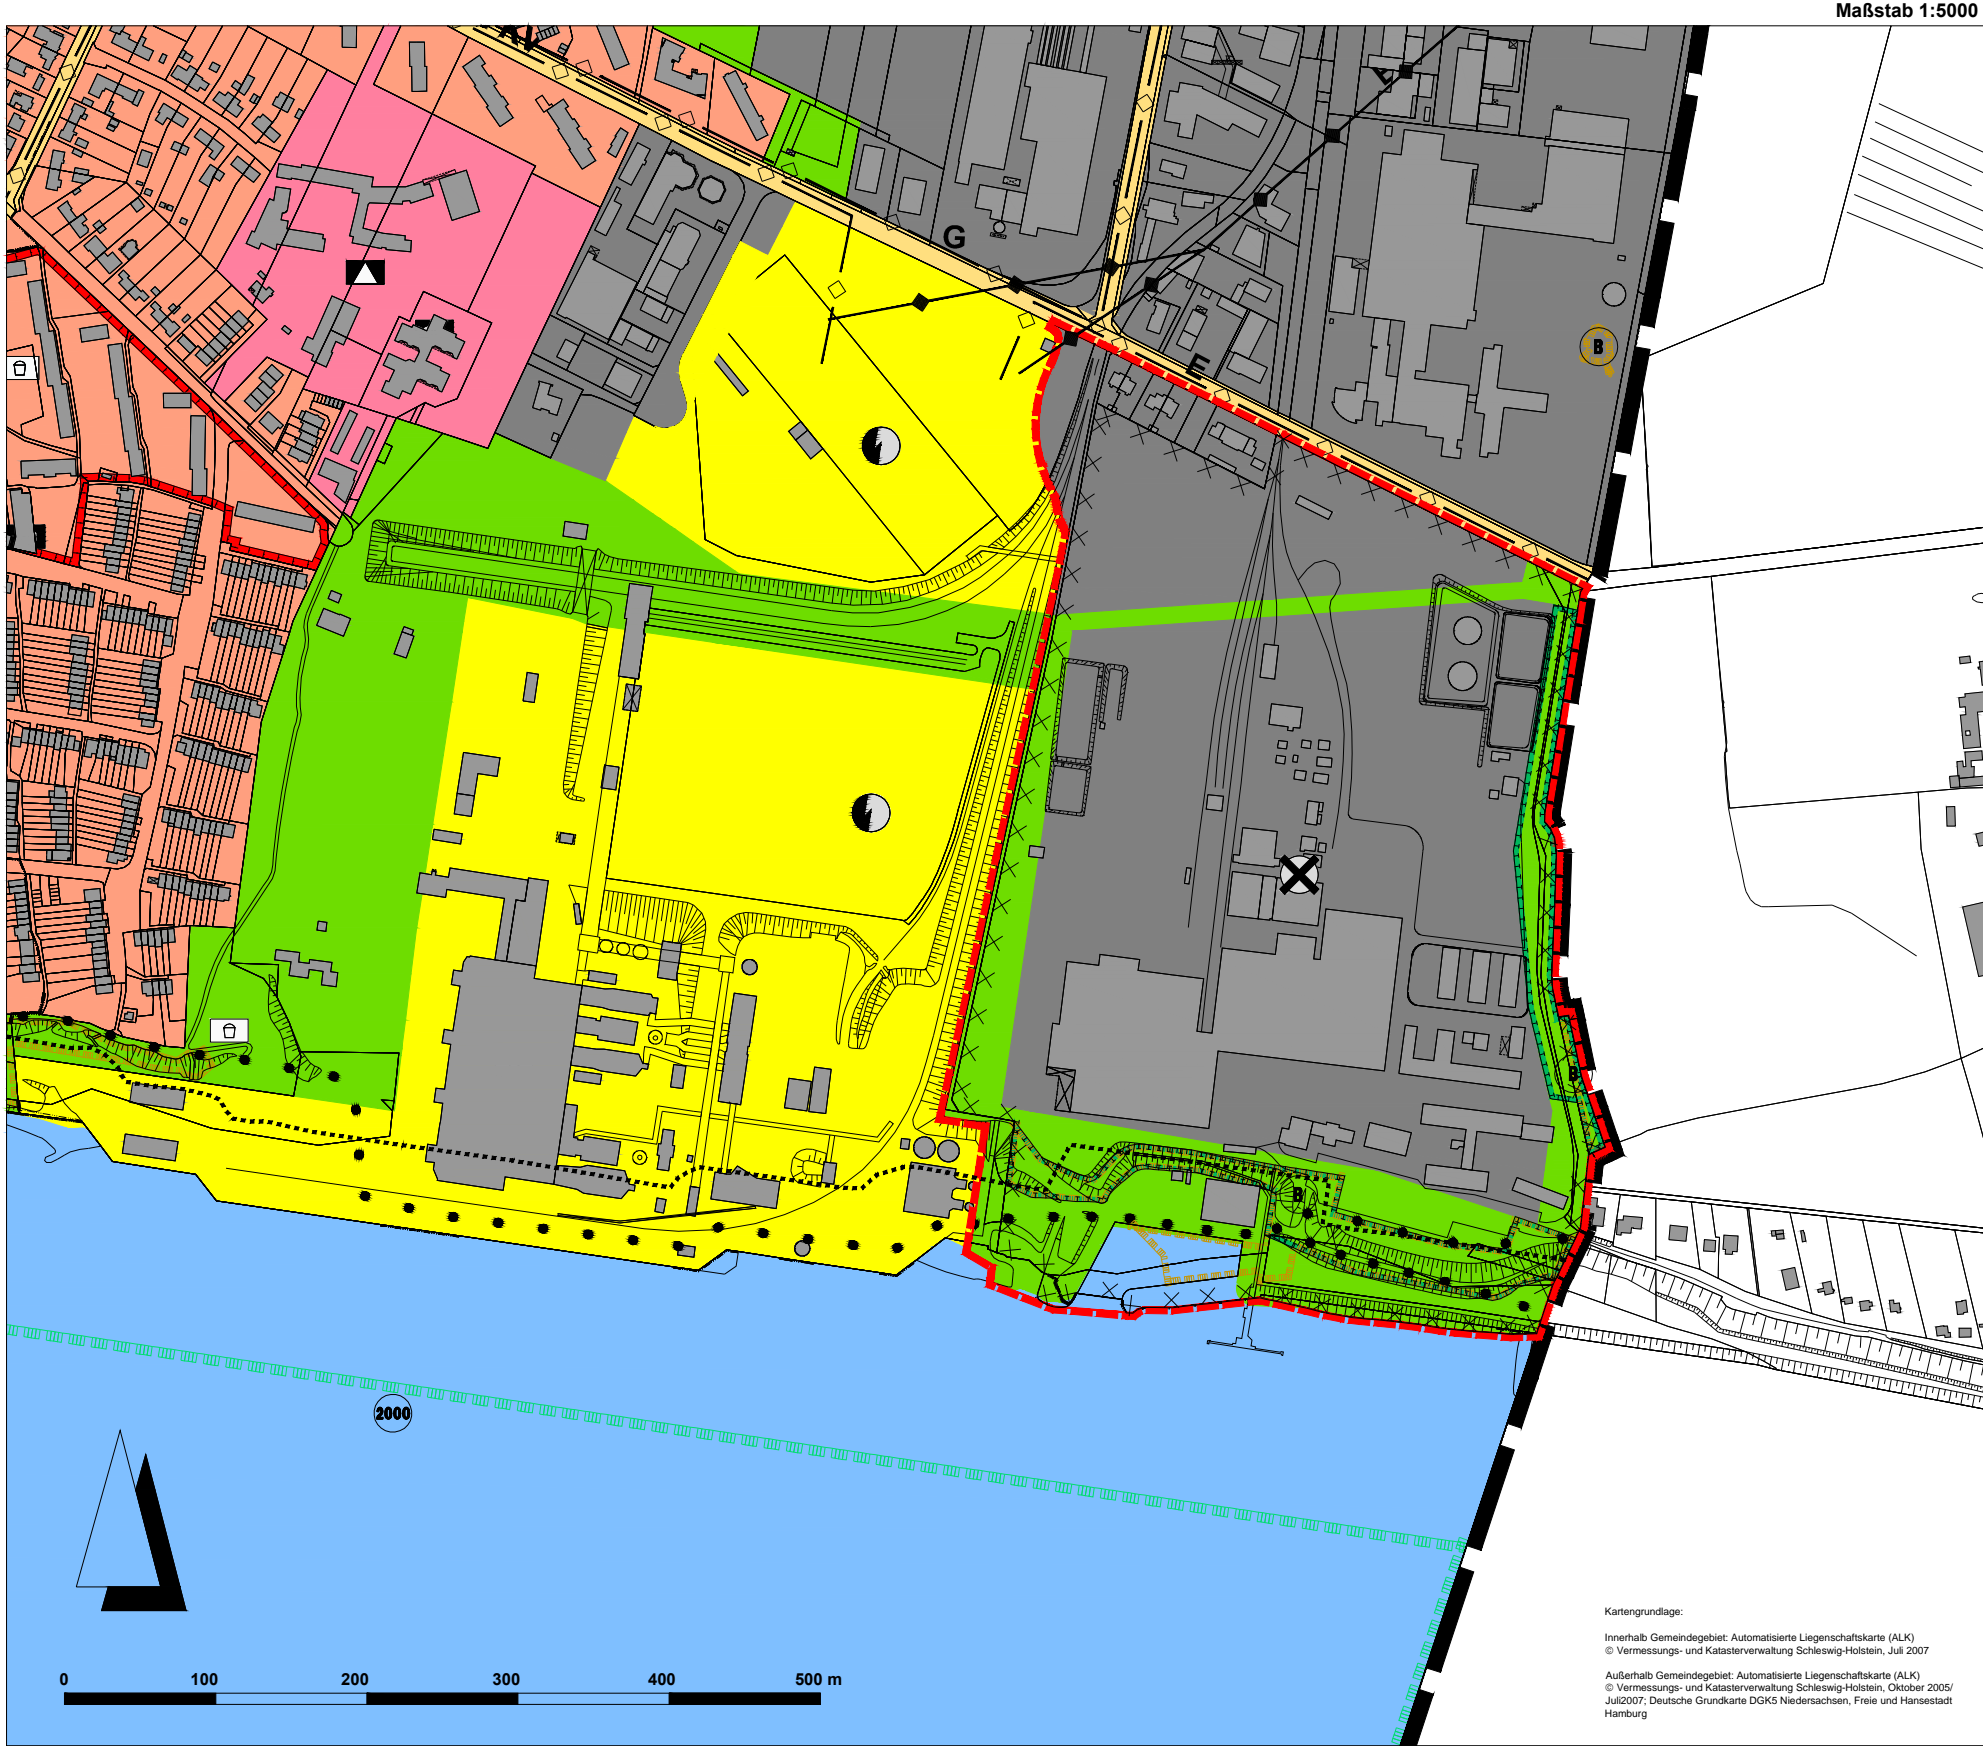 Maßstab 1:5000
G
E
B
B
B
2000
0 100 200 300 400 500 m
Kartengrundlage:
Innerhalb Gemeindegebiet: Automatisierte Liegenschaftskarte (ALK)
© Vermessungs- und Katasterverwaltung Schleswig-Holstein, Juli 2007
Außerhalb Gemeindegebiet: Automatisierte Liegenschaftskarte (ALK)
© Vermessungs- und Katasterverwaltung Schleswig-Holstein, Oktober 2005/
Juli2007; Deutsche Grundkarte DGK5 Niedersachsen, Freie und Hansestadt
Hamburg